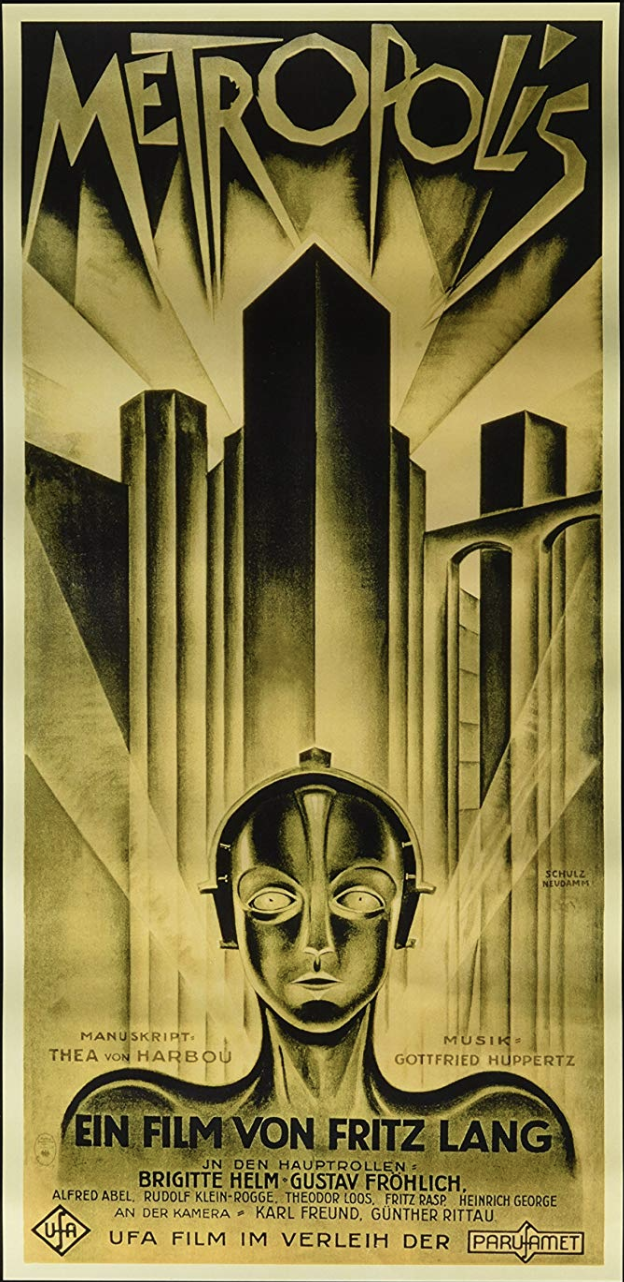 METROPOLIS
SCHULZ
NEUDAMM
MANUSKRIPT:
THEA VON HARBOU
MUSIK:
GOTTFRIED HUPPERTZ
EIN FILM VON FRITZ LANG
JN DEN HAUPTROLLEN:
BRIGITTE HELM · GUSTAV FRÖHLICH,
ALFRED ABEL, RUDOLF KLEIN-ROGGE, THEODOR LOOS, FRITZ RASP, HEINRICH GEORGE
AN DER KAMERA = KARL FREUND, GÜNTHER RITTAU
UFA
UFA FILM IM VERLEIH DER
PARUFAMET